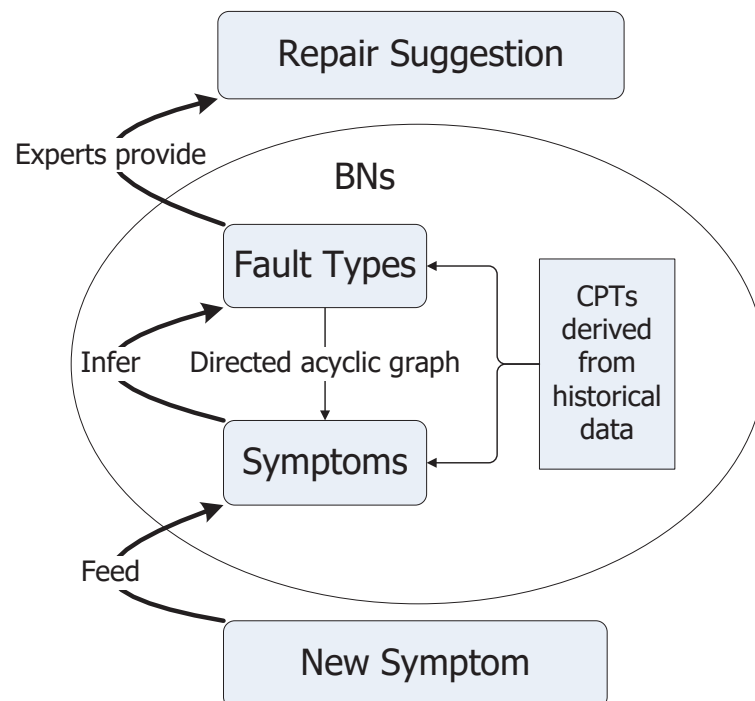 Repair Suggestion
Experts provide
BNs
Fault Types
CPTs
derived
from
historical
data
Infer
Directed acyclic graph
Symptoms
Feed
New Symptom